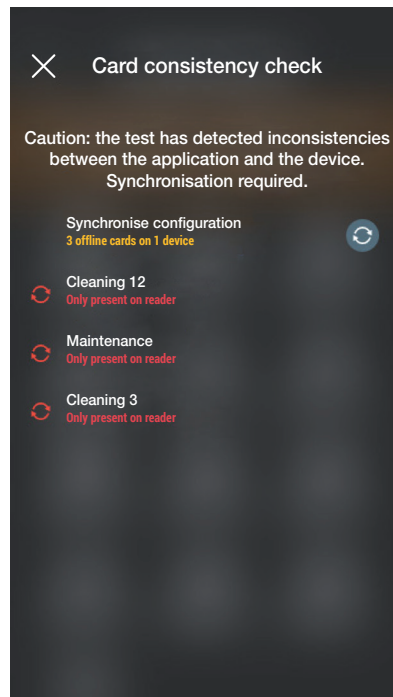 Card consistency check
Caution: the test has detected inconsistencies
between the application and the device.
Synchronisation required.
Synchronise configuration
3 offline cards on 1 device
Cleaning 12
Only present on reader
Maintenance
Only present on reader
Cleaning 3
Only present on reader